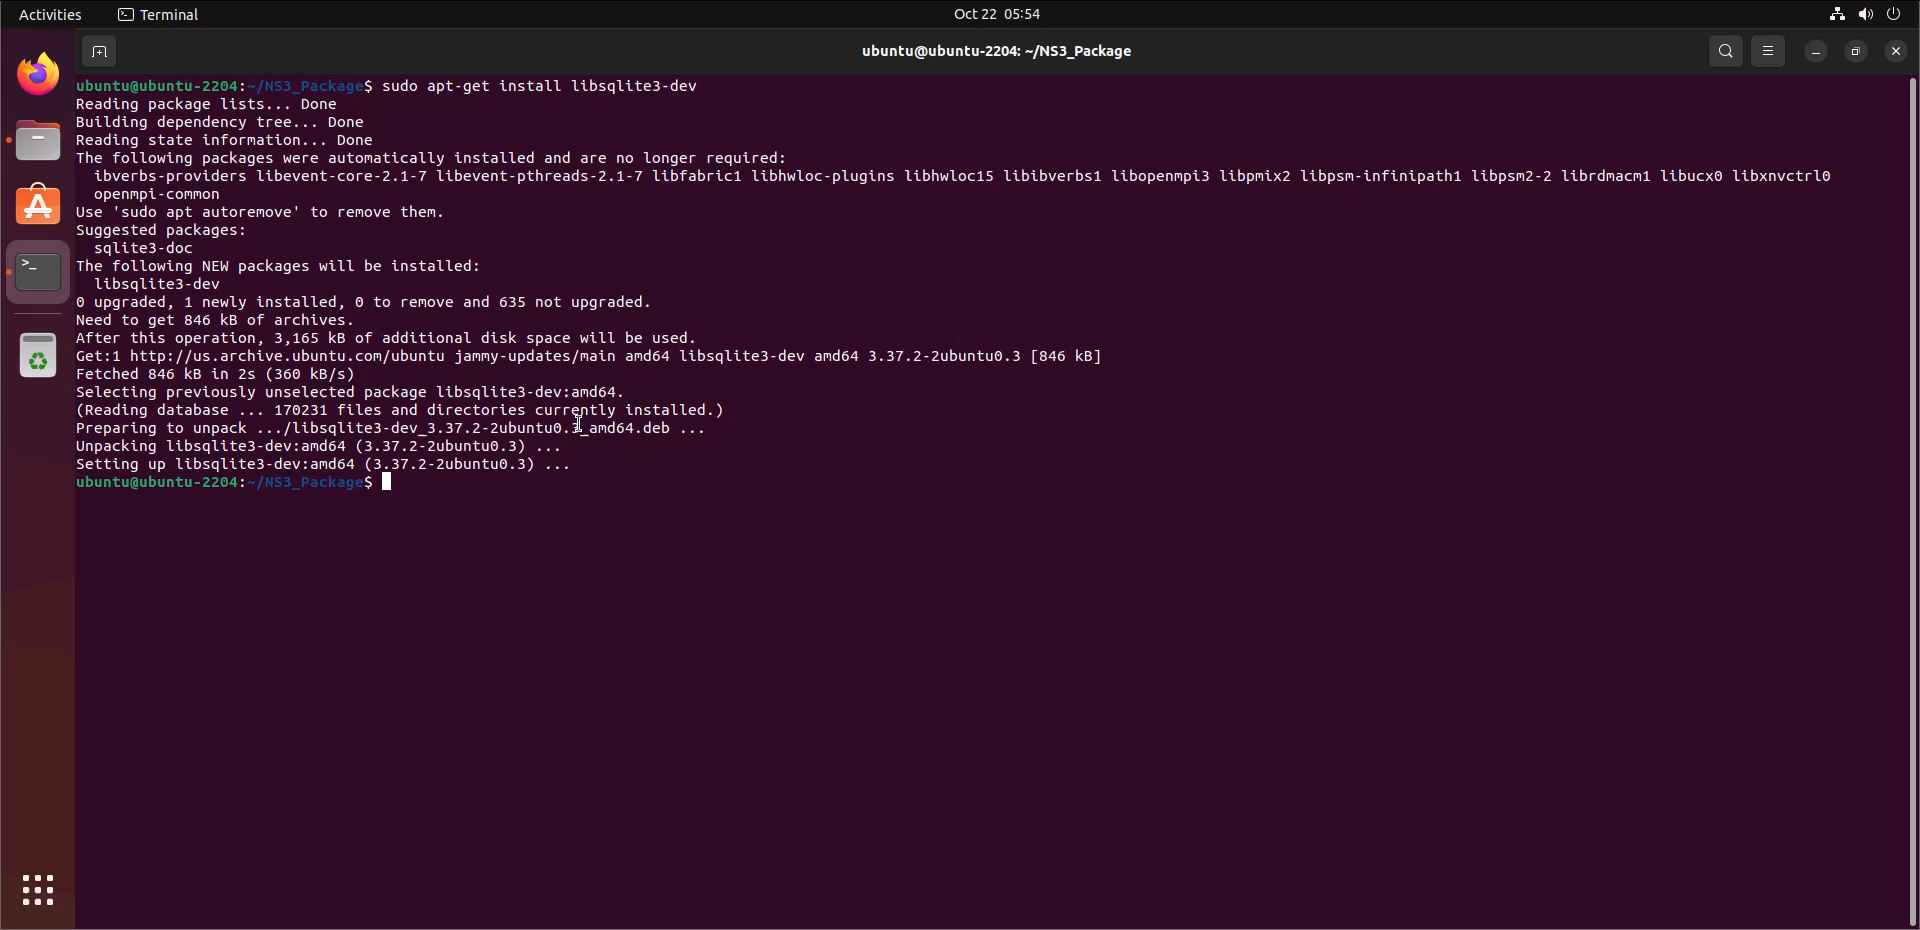 Activities
Terminal
Oct 22 05:54
ubuntu@ubuntu-2204: ~/NS3_Package
ubuntu@ubuntu-2204:~/NS3_Package$ sudo apt-get install libsqlite3-dev
Reading package lists... Done
Building dependency tree... Done
Reading state information... Done
The following packages were automatically installed and are no longer required:
ibverbs-providers libevent-core-2.1-7 libevent-pthreads-2.1-7 libfabric1 libhwloc-plugins libhwloc15 libibverbs1 libopenmpi3 libpmix2 libpsm-infinipath1 libpsm2-2 librdmacm1 libucx0 libxnvctrl0
openmpi-common
Use 'sudo apt autoremove' to remove them.
Suggested packages:
sqlite3-doc
The following NEW packages will be installed:
libsqlite3-dev
0 upgraded, 1 newly installed, 0 to remove and 635 not upgraded.
Need to get 846 kB of archives.
After this operation, 3,165 kB of additional disk space will be used.
Get:1 http://us.archive.ubuntu.com/ubuntu jammy-updates/main amd64 libsqlite3-dev amd64 3.37.2-2ubuntu0.3 [846 kB]
Fetched 846 kB in 2s (360 kB/s)
Selecting previously unselected package libsqlite3-dev:amd64.
(Reading database ... 170231 files and directories currently installed.)
Preparing to unpack .../libsqlite3-dev_3.37.2-2ubuntu0.3_amd64.deb ...
Unpacking libsqlite3-dev:amd64 (3.37.2-2ubuntu0.3) ...
Setting up libsqlite3-dev:amd64 (3.37.2-2ubuntu0.3) ...
ubuntu@ubuntu-2204:~/NS3_Package$